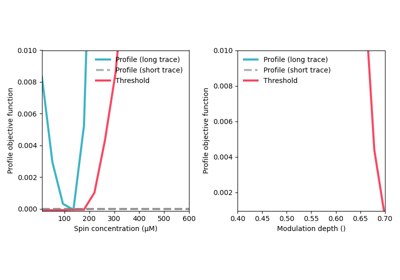 0.010
0.008
0.006
0.004
0.002
0.000
Profile objective function
Profile (long trace)
Profile (short trace)
Threshold
100 200 300 400 500 600
Spin concentration (μM)
0.010
0.008
0.006
0.004
0.002
Profile objective function
Profile (long trace)
Profile (short trace)
Threshold
0.40 0.45 0.50 0.55 0.60 0.65 0.70
Modulation depth ()